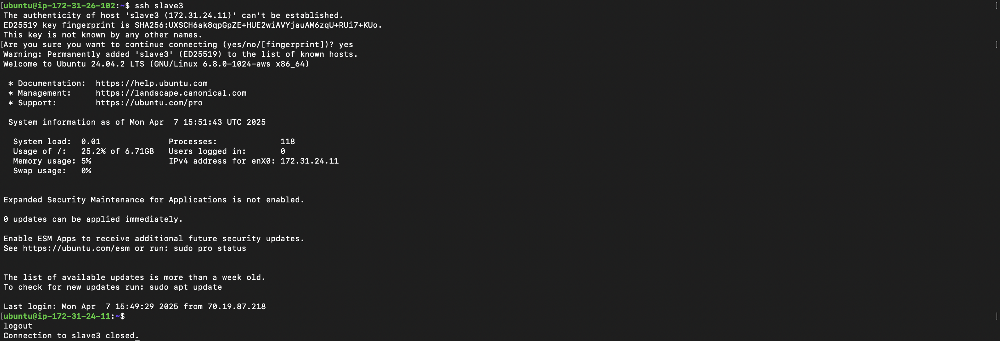 [ubuntu@ip-172-31-26-102:~$ ssh slave3 ]
The authenticity of host 'slave3 (172.31.24.11)' can't be established.
ED25519 key fingerprint is SHA256:UXSCH6ak8qpGpZE+HUE2wiAVYjauAM6zqU+RUi7+KUo.
This key is not known by any other names.
[Are you sure you want to continue connecting (yes/no/[fingerprint])? yes ]
Warning: Permanently added 'slave3' (ED25519) to the list of known hosts.
Welcome to Ubuntu 24.04.2 LTS (GNU/Linux 6.8.0-1024-aws x86_64)
* Documentation: https://help.ubuntu.com
* Management: https://landscape.canonical.com
* Support: https://ubuntu.com/pro
System information as of Mon Apr 7 15:51:43 UTC 2025
System load: 0.01 Processes: 118
Usage of /: 25.2% of 6.71GB Users logged in: 0
Memory usage: 5% IPv4 address for enX0: 172.31.24.11
Swap usage: 0%
Expanded Security Maintenance for Applications is not enabled.
0 updates can be applied immediately.
Enable ESM Apps to receive additional future security updates.
See https://ubuntu.com/esm or run: sudo pro status
The list of available updates is more than a week old.
To check for new updates run: sudo apt update
Last login: Mon Apr 7 15:49:29 2025 from 70.19.87.218
[ubuntu@ip-172-31-24-11:~$ ]
logout
Connection to slave3 closed.